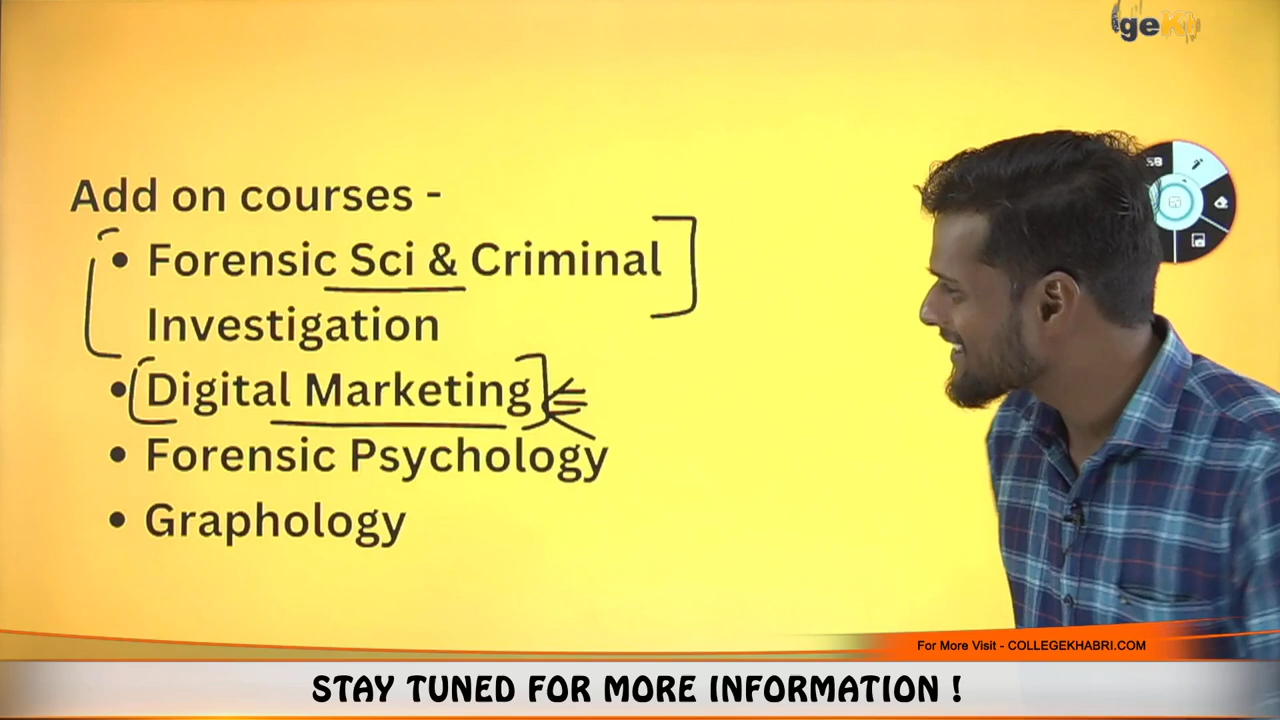 geKh
Add on courses -
• Forensic Sci & Criminal
Investigation
• Digital Marketing
• Forensic Psychology
• Graphology
For More Visit - COLLEGEKHABRI.COM
STAY TUNED FOR MORE INFORMATION !